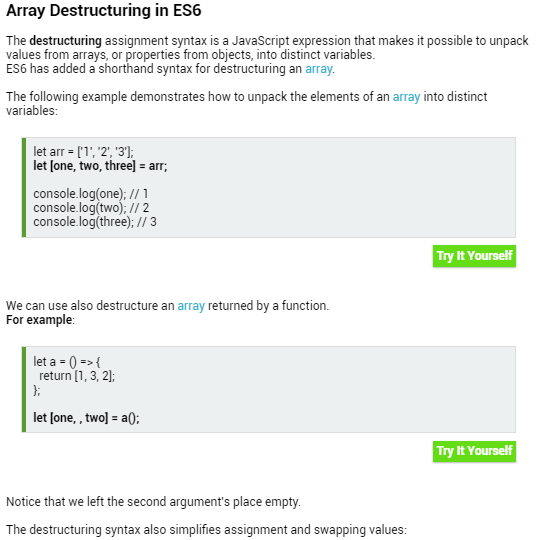 Array Destructuring in ES6
The destructuring assignment syntax is a JavaScript expression that makes it possible to unpack
values from arrays, or properties from objects, into distinct variables.
ES6 has added a shorthand syntax for destructuring an array.
The following example demonstrates how to unpack the elements of an array into distinct
variables:
let arr = ['1', '2', '3'];
let [one, two, three] = arr;
console.log(one); // 1
console.log(two); // 2
console.log(three); // 3
Try It Yourself
We can use also destructure an array returned by a function.
For example:
let a = () => {
  return [1, 3, 2];
};
let [one, , two] = a();
Try It Yourself
Notice that we left the second argument's place empty.
The destructuring syntax also simplifies assignment and swapping values: